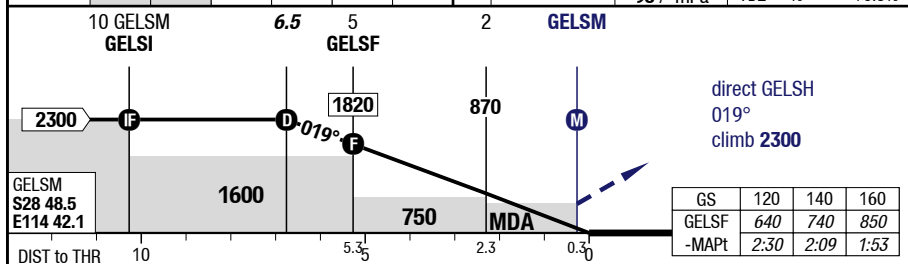 10 GELSM 6.5 5 2 GELSM
GELSI GELSF
direct GELSH
019°
climb 2300
1820 870
2300 IF D 019° M
F
GELSM
S28 48.5
E114 42.1
1600
750 MDA
GS 120 140 160
GELSF 640 740 850
-MAPt 2:30 2:09 1:53
DIST to THR 10 5.3 5 2.3 0.3 0